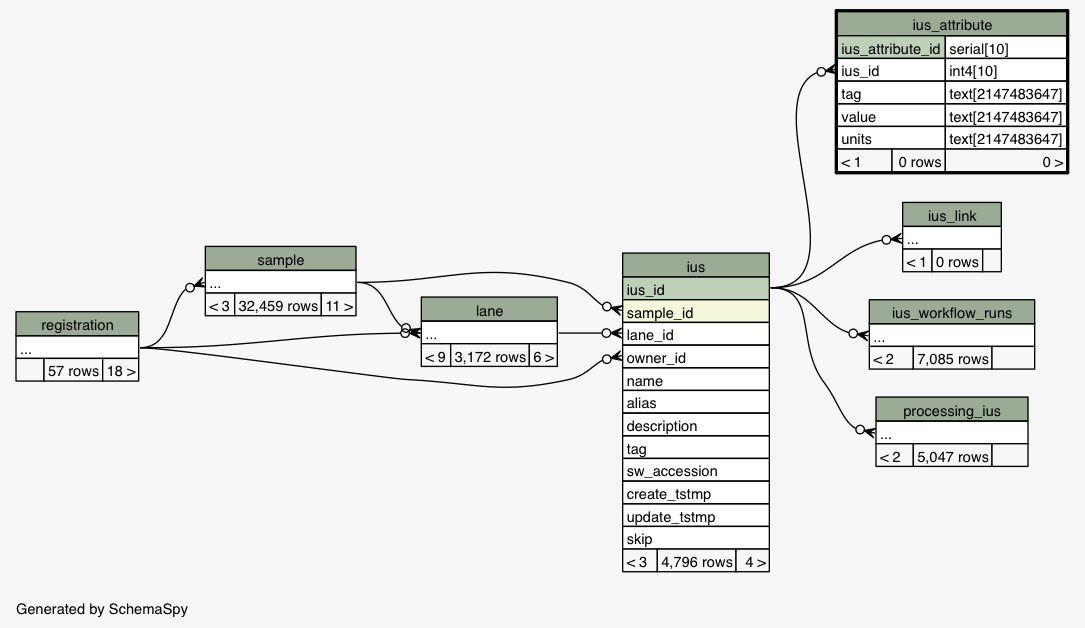 ius_attribute
ius_attribute_id serial[10]
ius_id int4[10]
tag text[2147483647]
value text[2147483647]
units text[2147483647]
< 1 0 rows 0 >
ius_link
...
< 1 0 rows
sample
...
< 3 32,459 rows 11 >
ius
ius_id
sample_id
lane_id
owner_id
name
alias
description
tag
sw_accession
create_tstmp
update_tstmp
skip
< 3 4,796 rows 4 >
lane
...
< 9 3,172 rows 6 >
registration
...
57 rows 18 >
ius_workflow_runs
...
< 2 7,085 rows
processing_ius
...
< 2 5,047 rows
Generated by SchemaSpy